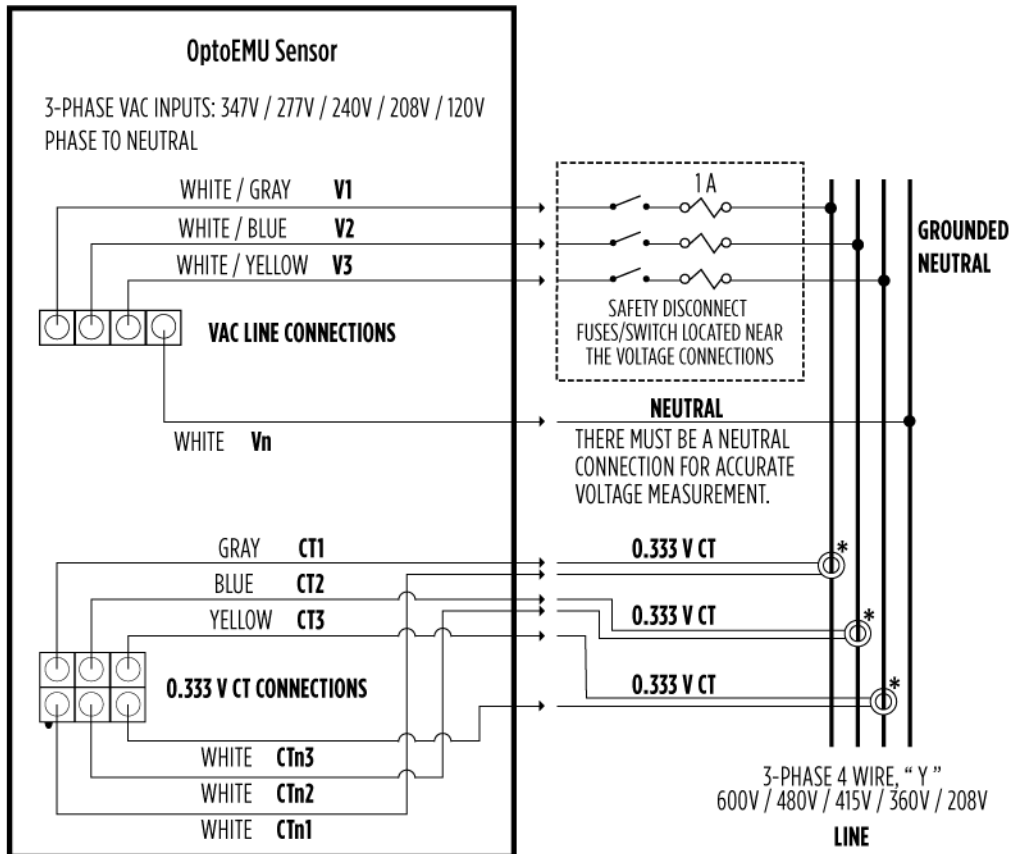 OptoEMU Sensor
3-PHASE VAC INPUTS: 347V / 277V / 240V / 208V / 120V
PHASE TO NEUTRAL
WHITE / GRAY V1
WHITE / BLUE V2
WHITE / YELLOW V3
VAC LINE CONNECTIONS
WHITE Vn
1 A
SAFETY DISCONNECT
FUSES/SWITCH LOCATED NEAR
THE VOLTAGE CONNECTIONS
GROUNDED
NEUTRAL
NEUTRAL
THERE MUST BE A NEUTRAL
CONNECTION FOR ACCURATE
VOLTAGE MEASUREMENT.
GRAY CT1
BLUE CT2
YELLOW CT3
0.333 V CT CONNECTIONS
WHITE CTn3
WHITE CTn2
WHITE CTn1
0.333 V CT
*
0.333 V CT
*
0.333 V CT
*
3-PHASE 4 WIRE, “ Y ”
600V / 480V / 415V / 360V / 208V
LINE